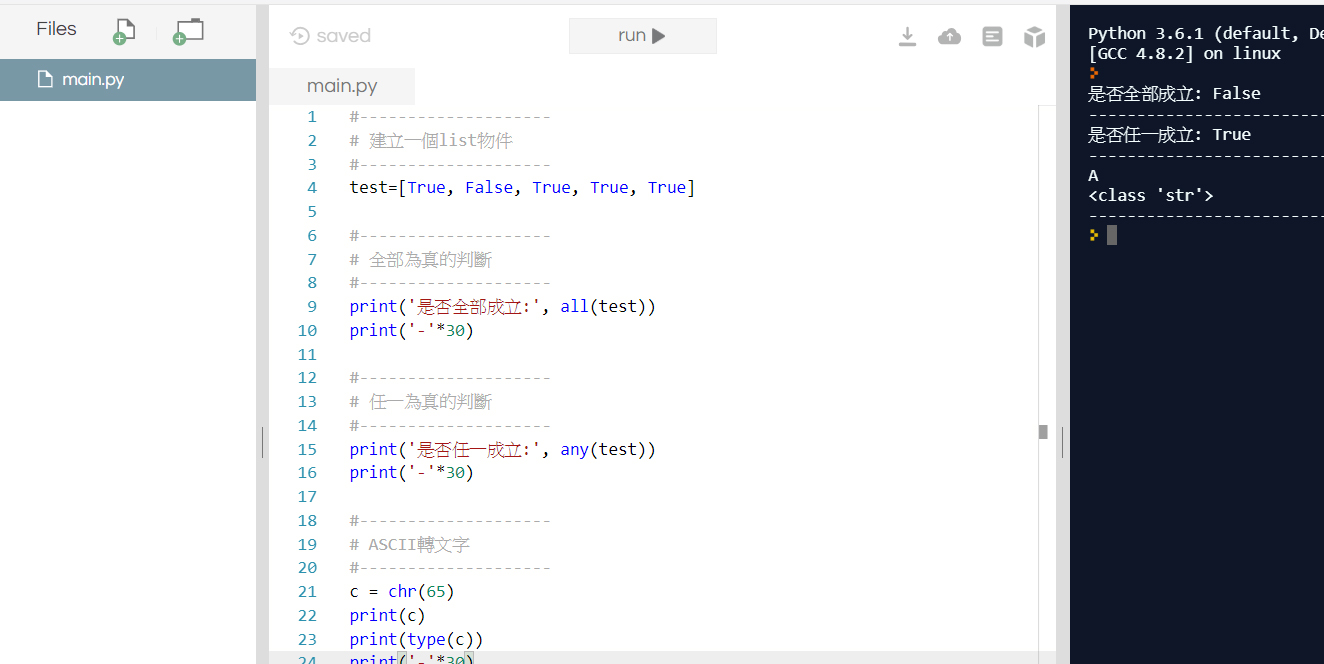 Files
saved
run
main.py
main.py
1 #--------------------
2 # 建立一個list物件
3 #--------------------
4 test=[True, False, True, True, True]
5
6 #--------------------
7 # 全部為真的判斷
8 #--------------------
9 print('是否全部成立:', all(test))
10 print('-'*30)
11
12 #--------------------
13 # 任一為真的判斷
14 #--------------------
15 print('是否任一成立:', any(test))
16 print('-'*30)
17
18 #--------------------
19 # ASCII轉文字
20 #--------------------
21 c = chr(65)
22 print(c)
23 print(type(c))
24 print('-'*30)
Python 3.6.1 (default, De
[GCC 4.8.2] on linux
是否全部成立: False
-------------------------
是否任一成立: True
-------------------------
A
<class 'str'>
-------------------------